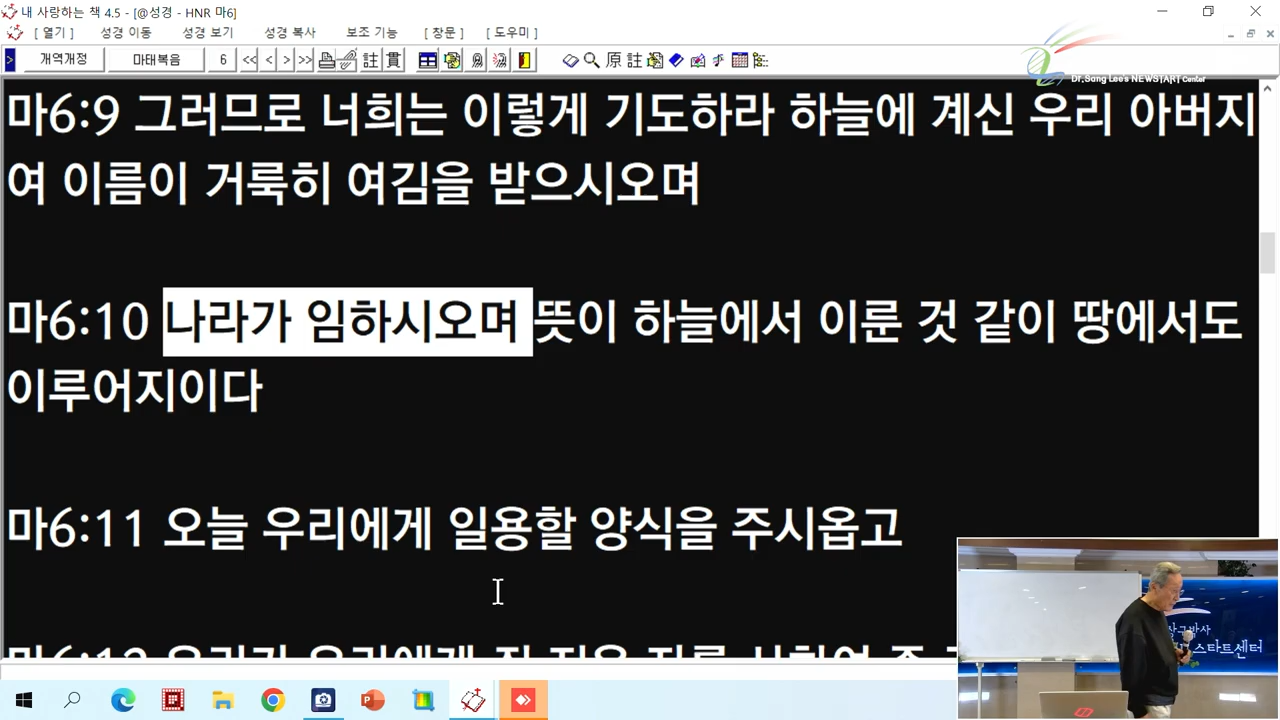 내 사랑하는 책 4.5 - [@성경 - HNR 마6]
[ 열기 ] 성경 이동 성경 보기 성경 복사 보조 기능 [ 창문 ] [ 도우미 ]
개역개정 마태복음 6 << < > >> 註 貫 原 註
Dr.Sang Lee's NEWSTART Center
마6:9 그러므로 너희는 이렇게 기도하라 하늘에 계신 우리 아버지
여 이름이 거룩히 여김을 받으시오며
마6:10 나라가 임하시오며 뜻이 하늘에서 이룬 것 같이 땅에서도
이루어지이다
마6:11 오늘 우리에게 일용할 양식을 주시옵고
스타트센터